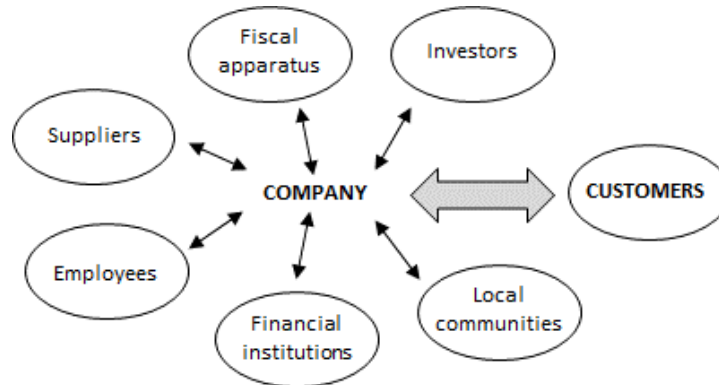 Fiscal
apparatus
Investors
Suppliers
COMPANY
CUSTOMERS
Employees
Financial
institutions
Local
communities